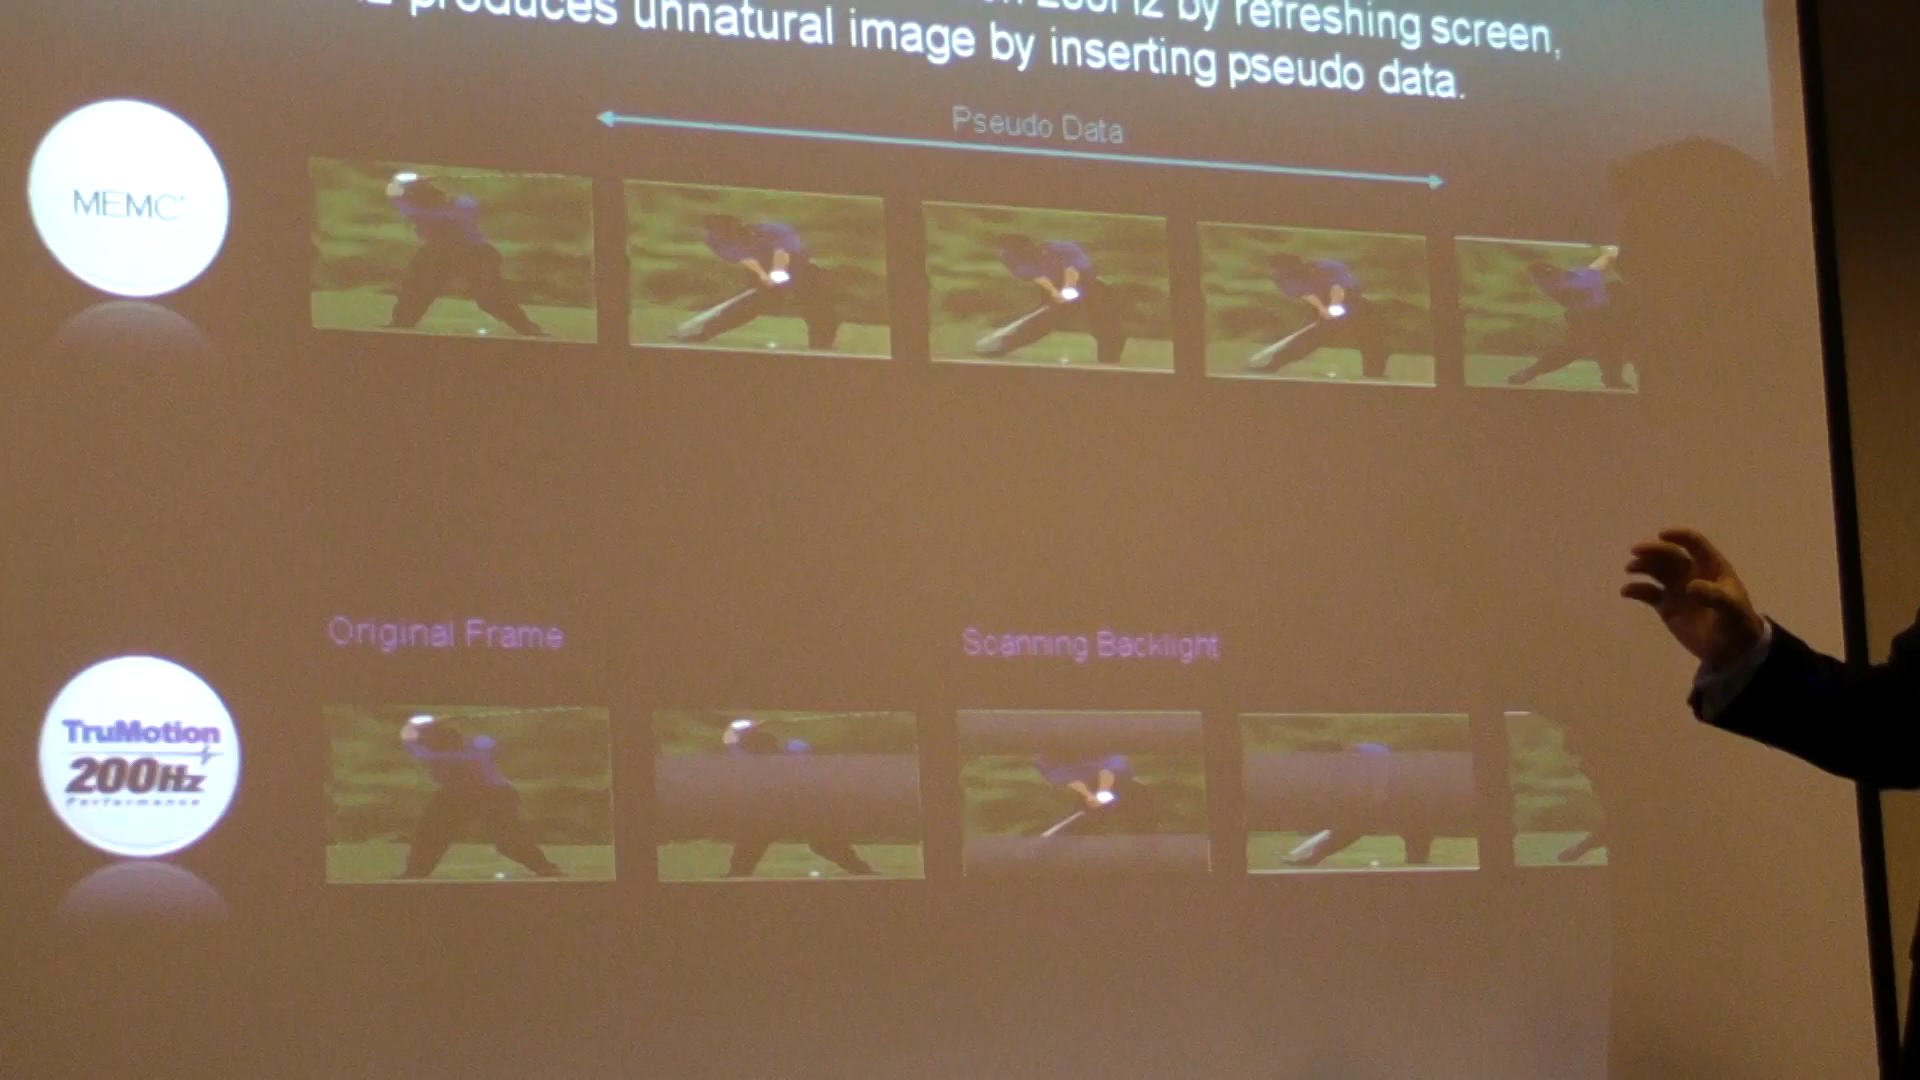 by refreshing screen,
produces unnatural image by inserting pseudo data.
Pseudo Data
MEMC
Original Frame
Scanning Backlight
TruMotion
200Hz
Performance